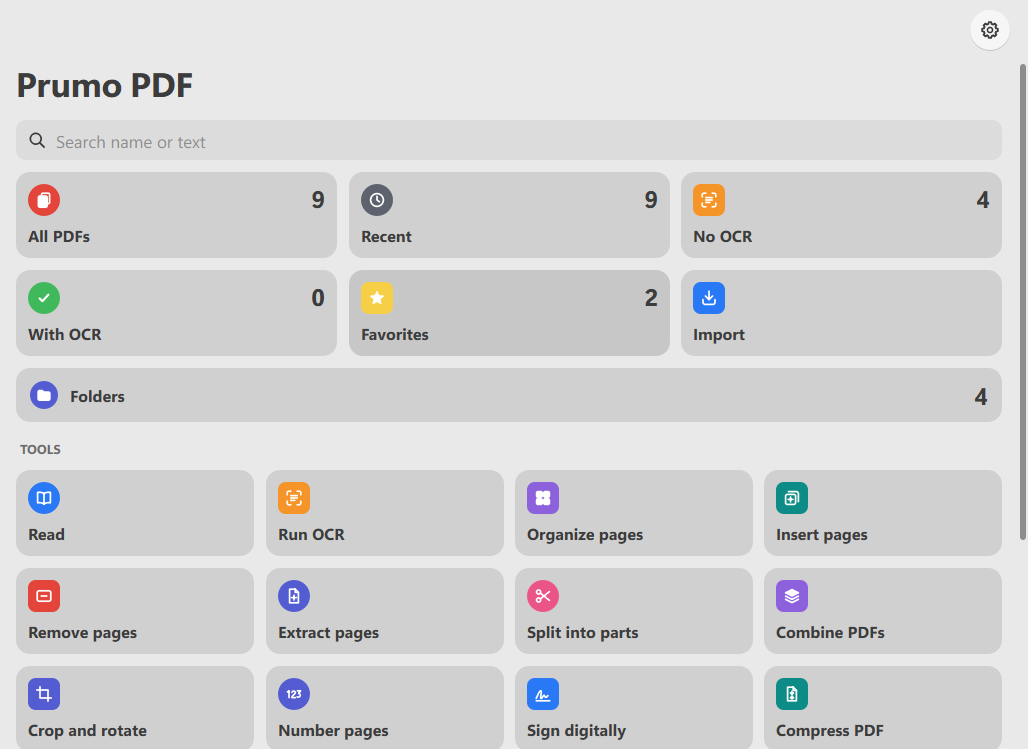 Prumo PDF
Search name or text
9
All PDFs
9
Recent
4
No OCR
0
With OCR
2
Favorites
Import
Folders
4
TOOLS
Read
Run OCR
Organize pages
Insert pages
Remove pages
Extract pages
Split into parts
Combine PDFs
Crop and rotate
123
Number pages
Sign digitally
Compress PDF